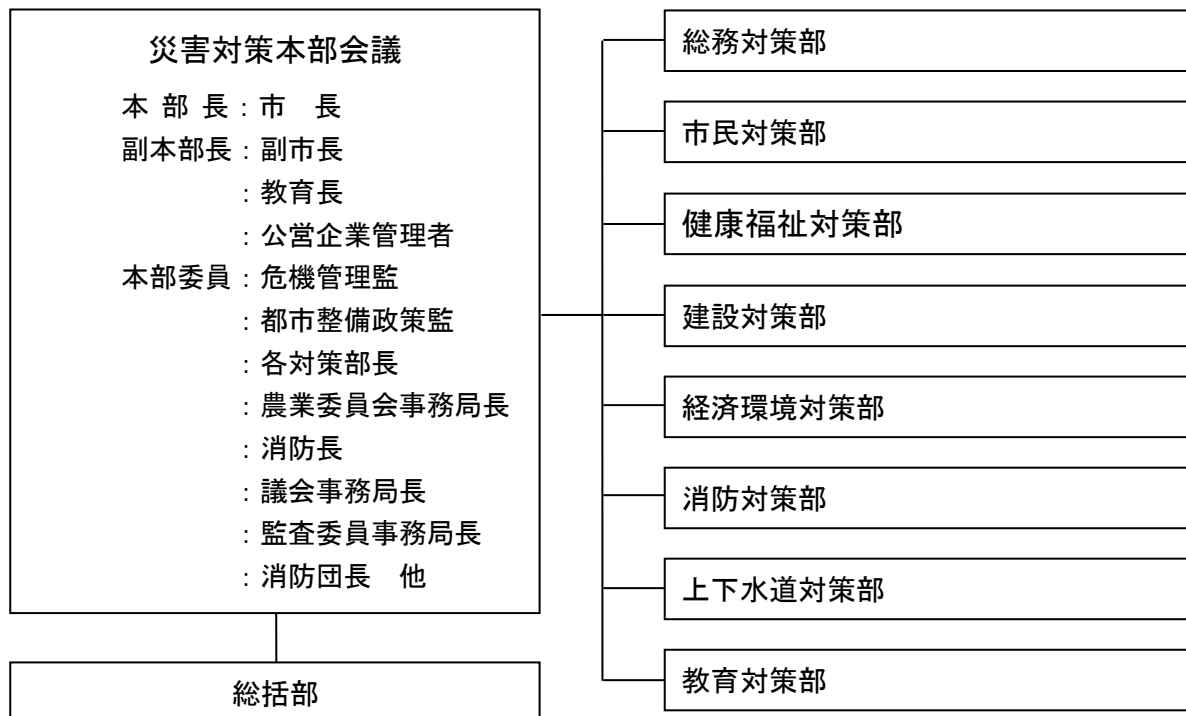 災害対策本部会議
本 部 長：市　長
副本部長：副市長
：教育長
：公営企業管理者
本部委員：危機管理監
：都市整備政策監
：各対策部長
：農業委員会事務局長
：消防長
：議会事務局長
：監査委員事務局長
：消防団長　他
総括部
総務対策部
市民対策部
健康福祉対策部
建設対策部
経済環境対策部
消防対策部
上下水道対策部
教育対策部